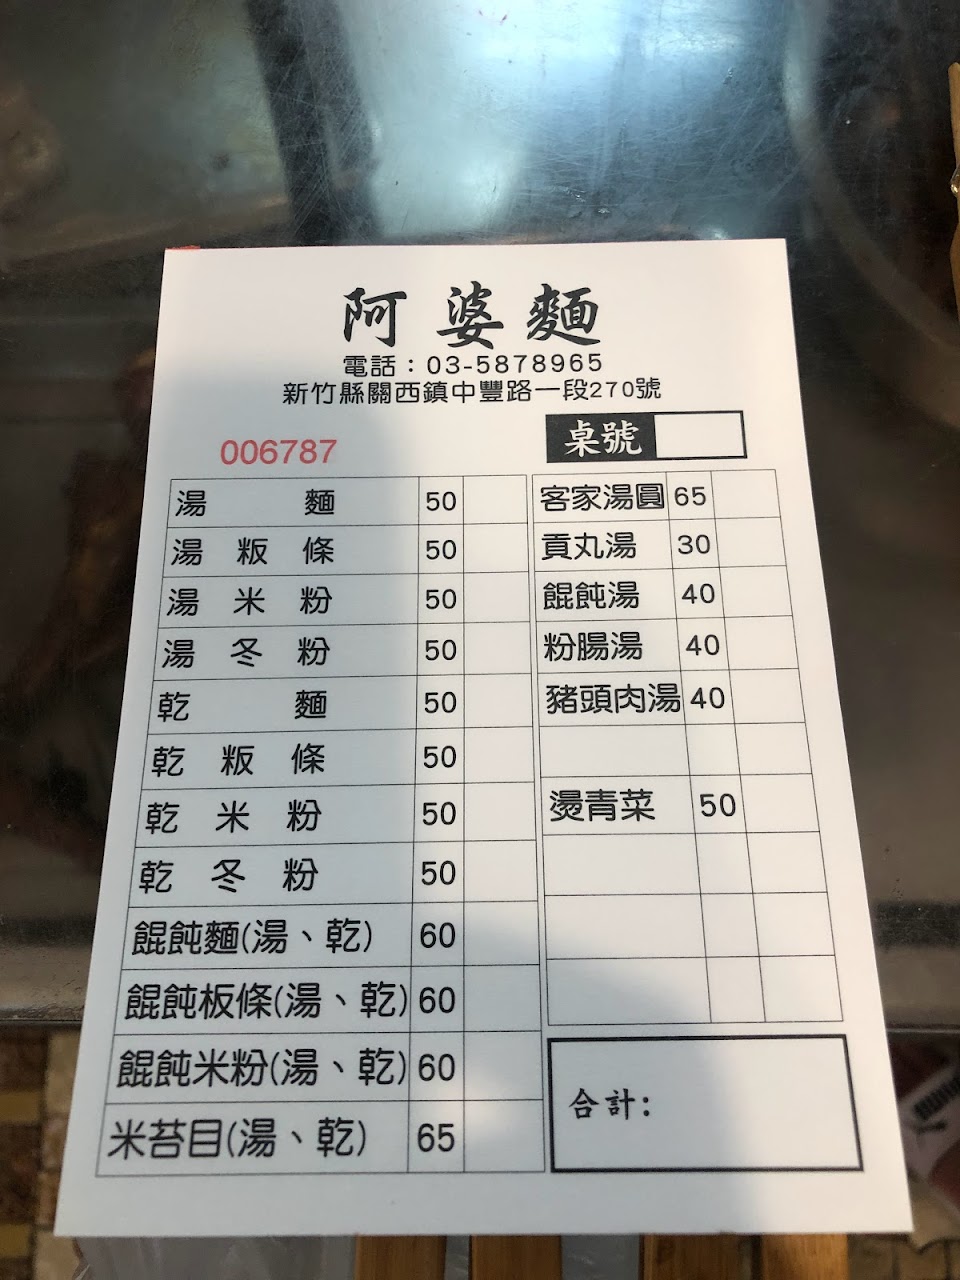 阿婆麵
電話：03-5878965
新竹縣關西鎮中豐路一段270號
006787
桌號
湯麵 50
湯粄條 50
湯米粉 50
湯冬粉 50
乾麵 50
乾粄條 50
乾米粉 50
乾冬粉 50
餛飩麵(湯、乾) 60
餛飩板條(湯、乾) 60
餛飩米粉(湯、乾) 60
米苔目(湯、乾) 65
客家湯圓 65
貢丸湯 30
餛飩湯 40
粉腸湯 40
豬頭肉湯 40
燙青菜 50
合計: